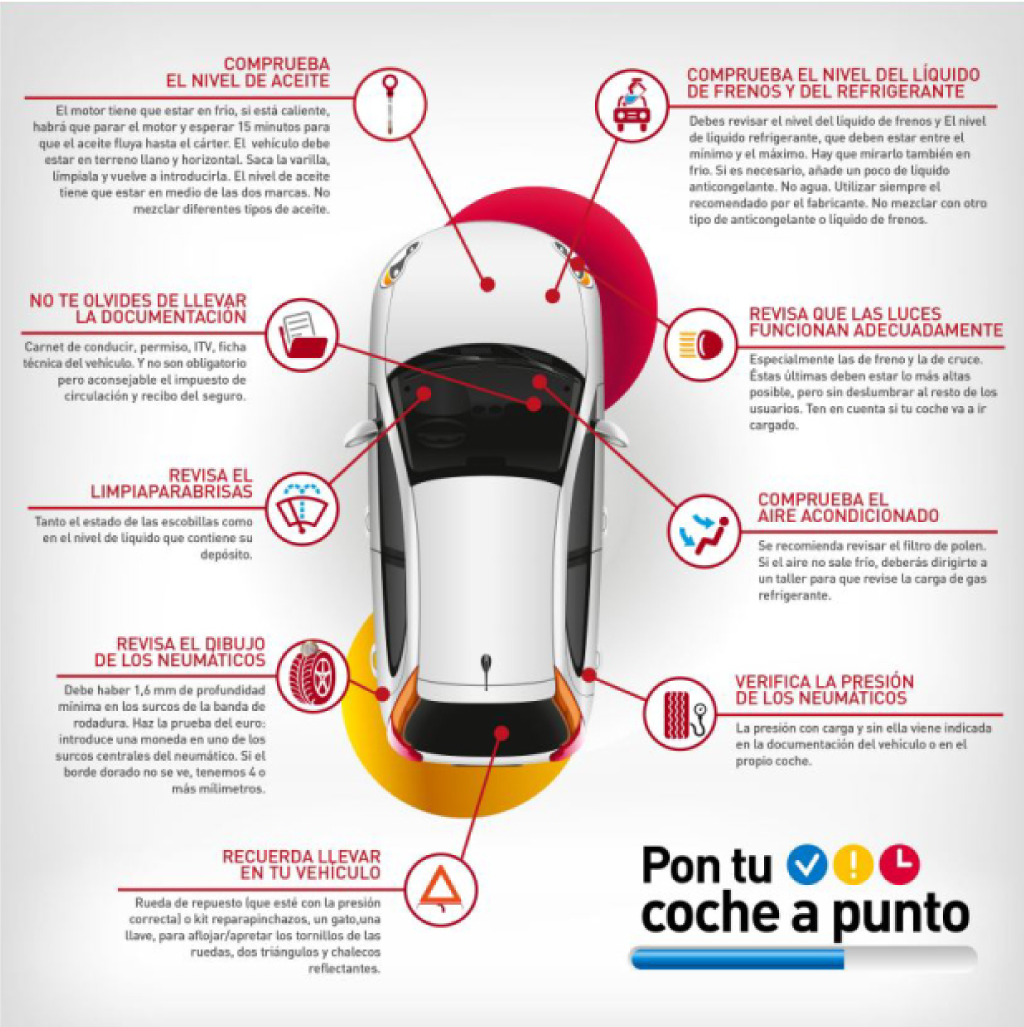 COMPRUEBA
EL NIVEL DE ACEITE
El motor tiene que estar en frío, si está caliente,
habrá que parar el motor y esperar 15 minutos para
que el aceite fluya hasta el cárter. El vehículo debe
estar en terreno llano y horizontal. Saca la varilla,
límpiala y vuelve a introducirla. El nivel de aceite
tiene que estar en medio de las dos marcas. No
mezclar diferentes tipos de aceite.
COMPRUEBA EL NIVEL DEL LÍQUIDO
DE FRENOS Y DEL REFRIGERANTE
Debes revisar el nivel del líquido de frenos y El nivel
de líquido refrigerante, que deben estar entre el
mínimo y el máximo. Hay que mirarlo también en
frío. Si es necesario, añade un poco de líquido
anticongelante. No agua. Utilizar siempre el
recomendado por el fabricante. No mezclar con otro
tipo de anticongelante o líquido de frenos.
NO TE OLVIDES DE LLEVAR
LA DOCUMENTACIÓN
Carnet de conducir, permiso, ITV, ficha
técnica del vehículo. Y no son obligatorio
pero aconsejable el impuesto de
circulación y recibo del seguro.
REVISA QUE LAS LUCES
FUNCIONAN ADECUADAMENTE
Especialmente las de freno y la de cruce.
Éstas últimas deben estar lo más altas
posible, pero sin deslumbrar al resto de los
usuarios. Ten en cuenta si tu coche va a ir
cargado.
REVISA EL
LIMPIAPARABRISAS
Tanto el estado de las escobillas como
en el nivel de líquido que contiene su
depósito.
COMPRUEBA EL
AIRE ACONDICIONADO
Se recomienda revisar el filtro de polen.
Si el aire no sale frío, deberás dirigirte a
un taller para que revise la carga de gas
refrigerante.
REVISA EL DIBUJO
DE LOS NEUMÁTICOS
Debe haber 1,6 mm de profundidad
mínima en los surcos de la banda de
rodadura. Haz la prueba del euro:
introduce una moneda en uno de los
surcos centrales del neumático. Si el
borde dorado no se ve, tenemos 4 o
más milímetros.
VERIFICA LA PRESIÓN
DE LOS NEUMÁTICOS
La presión con carga y sin ella viene indicada
en la documentación del vehículo o en el
propio coche.
RECUERDA LLEVAR
EN TU VEHÍCULO
Rueda de repuesto (que esté con la presión
correcta) o kit reparapinchazos, un gato,una
llave, para aflojar/apretar los tornillos de las
ruedas, dos triángulos y chalecos
reflectantes.
Pon tu
coche a punto